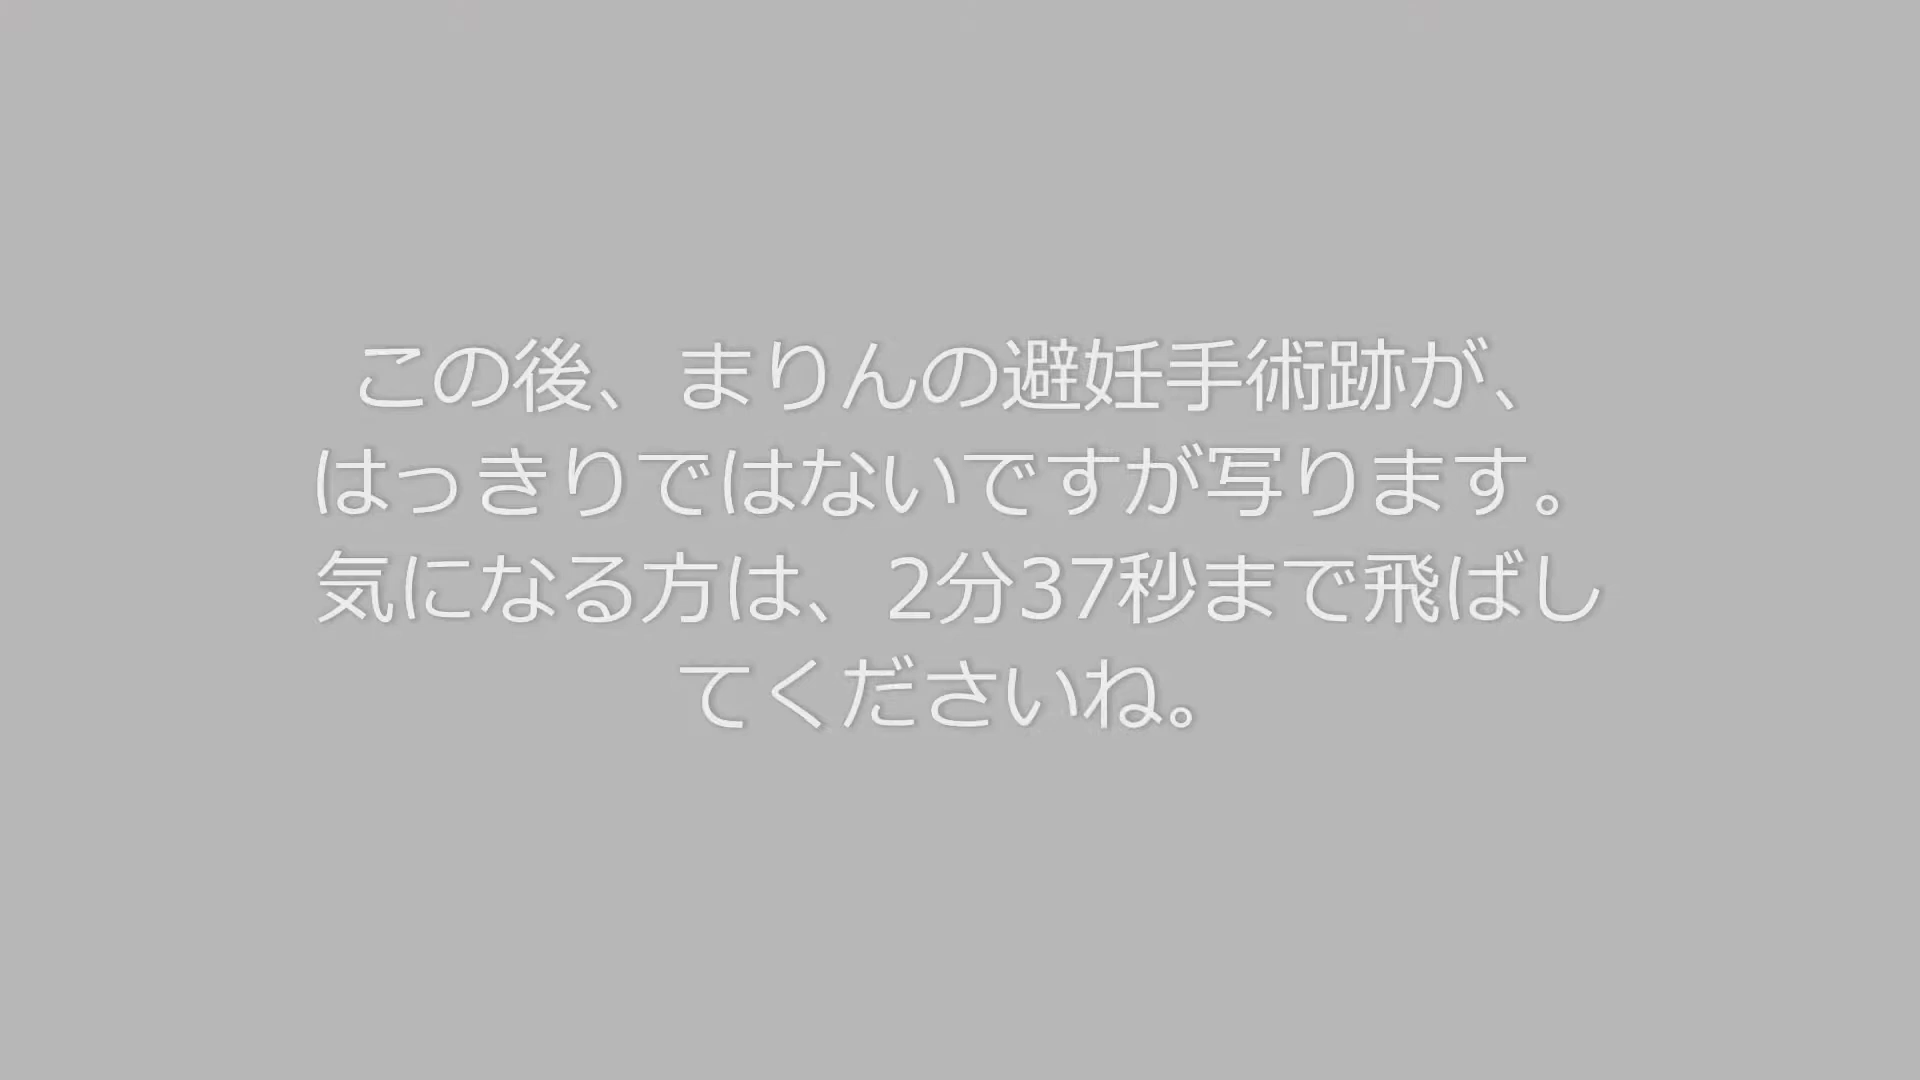 この後、まりんの避妊手術跡が、
はっきりではないですが写ります。
気になる方は、2分37秒まで飛ばし
てくださいね。